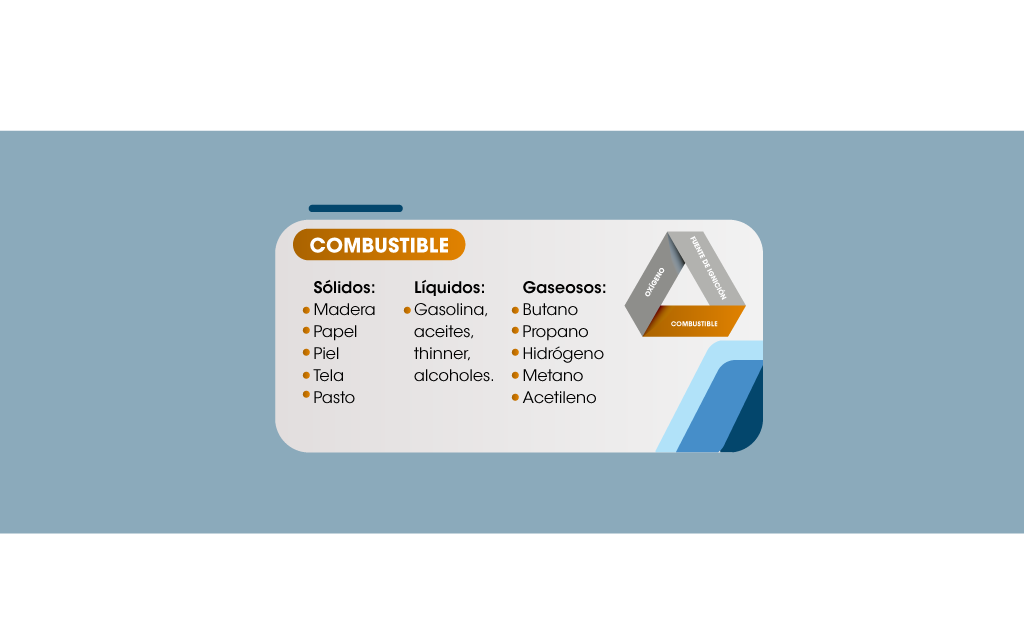 COMBUSTIBLE
Sólidos:
Madera
Papel
Piel
Tela
Pasto
Líquidos:
Gasolina,
aceites,
thinner,
alcoholes.
Gaseosos:
Butano
Propano
Hidrógeno
Metano
Acetileno
OXÍGENO
FUENTE DE IGNICIÓN
COMBUSTIBLE